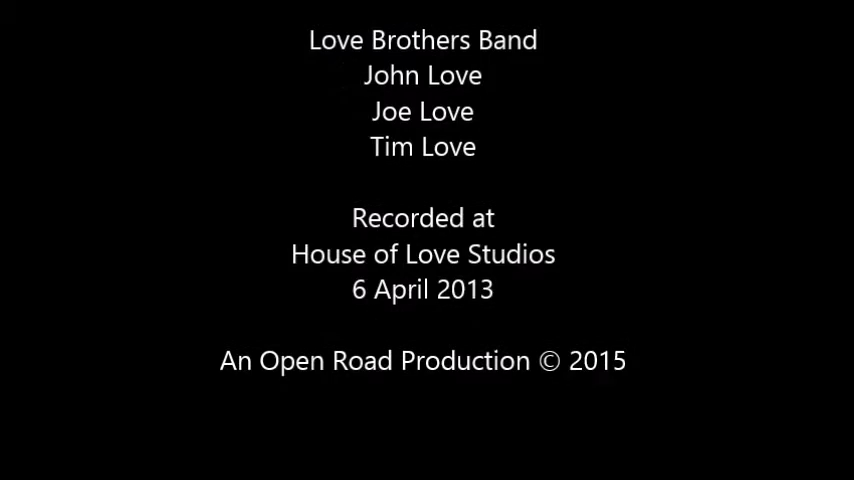 Love Brothers Band
John Love
Joe Love
Tim Love
Recorded at
House of Love Studios
6 April 2013
An Open Road Production © 2015